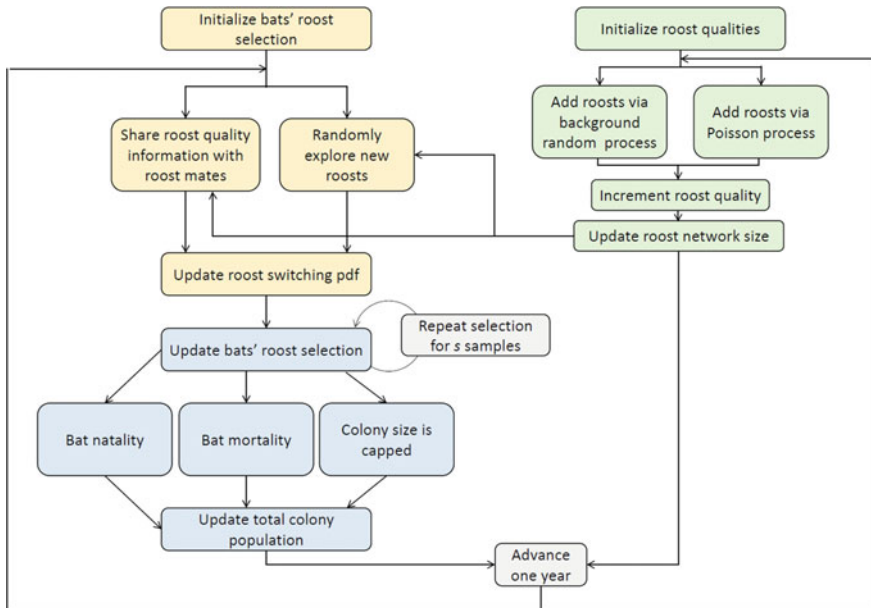 Initialize bats’ roost
selection
Initialize roost qualities
Share roost quality
information with
roost mates
Randomly
explore new
roosts
Add roosts via
background
random process
Add roosts via
Poisson process
Increment roost quality
Update roost network size
Update roost switching pdf
Update bats’ roost selection
Repeat selection
for s samples
Bat natality
Bat mortality
Colony size is
capped
Update total colony
population
Advance
one year